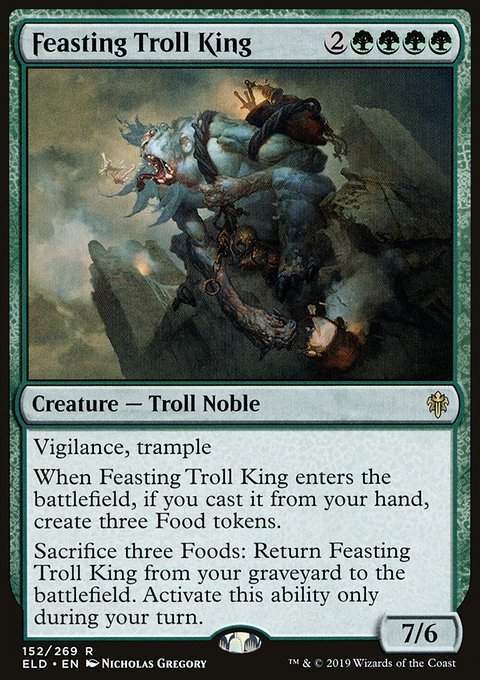 Feasting Troll King 2
Creature — Troll Noble
Vigilance, trample
When Feasting Troll King enters the
battlefield, if you cast it from your hand,
create three Food tokens.
Sacrifice three Foods: Return Feasting
Troll King from your graveyard to the
battlefield. Activate this ability only
during your turn.
7/6
152/269 R
ELD • EN Nicholas Gregory
™ & © 2019 Wizards of the Coast